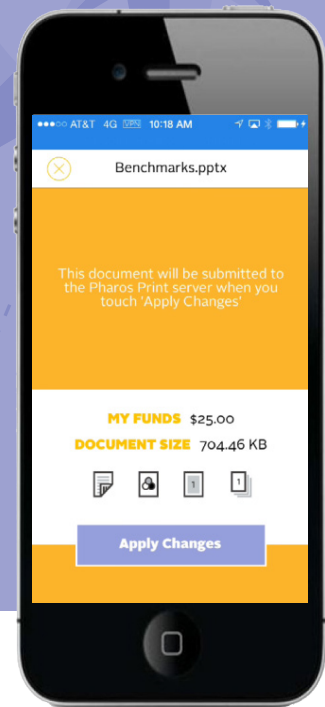 AT&T 4G VPN 10:18 AM
Benchmarks.pptx
This document will be submitted to
the Pharos Print server when you
touch 'Apply Changes'
MY FUNDS $25.00
DOCUMENT SIZE 704.46 KB
1 1
Apply Changes